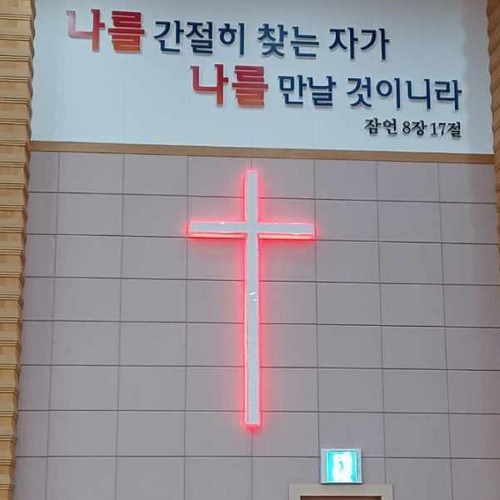 나를 간절히 찾는 자가
나를 만날 것이니라
잠언 8장 17절